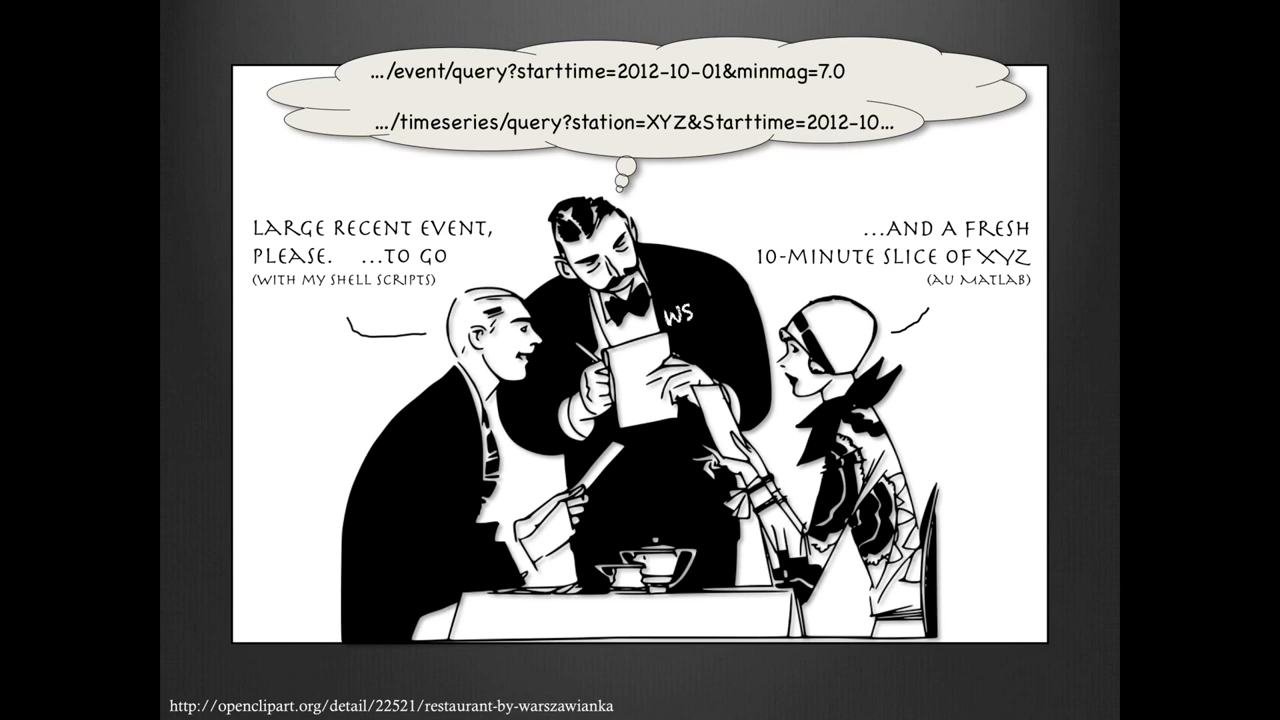 .../event/query?starttime=2012-10-01&minmag=7.0
.../timeseries/query?station=XYZ&Starttime=2012-10...
LARGE RECENT EVENT,
PLEASE. ...TO GO
(WITH MY SHELL SCRIPTS)
...AND A FRESH
10-MINUTE SLICE OF XYZ
(AU MATLAB)
WS
http://openclipart.org/detail/22521/restaurant-by-warszawianka